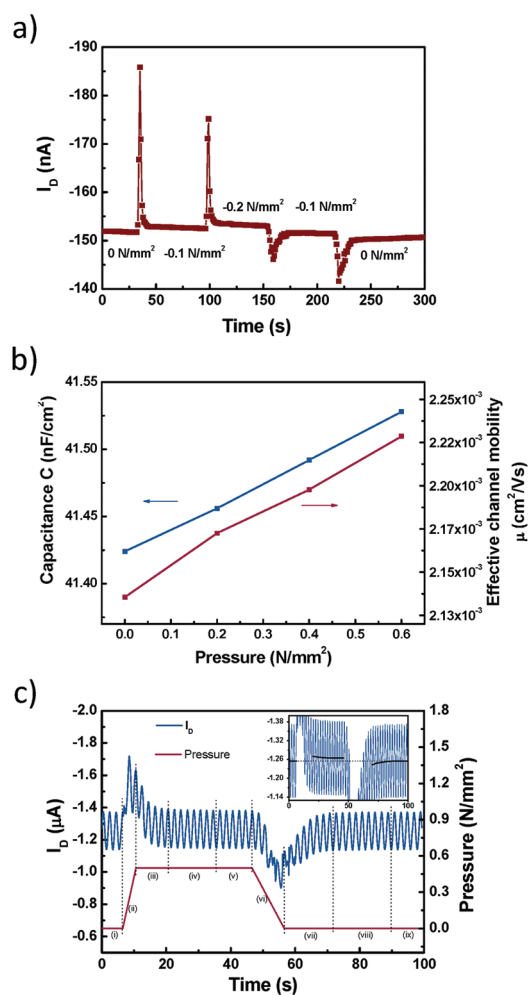 a)
-190
-180
-170
-160
-150
-140
I_D (nA)
-0.2 N/mm² -0.1 N/mm²
0 N/mm² -0.1 N/mm² 0 N/mm²
0 50 100 150 200 250 300
Time (s)
b)
41.55
41.50
41.45
41.40
Capacitance C (nF/cm²)
2.25x10⁻³
2.22x10⁻³
2.20x10⁻³
2.17x10⁻³
2.15x10⁻³
2.14x10⁻³
2.13x10⁻³
Effective channel mobility
μ (cm²/Vs)
0.0 0.1 0.2 0.3 0.4 0.5 0.6
Pressure (N/mm²)
c)
-2.0
-1.8
-1.6
-1.4
-1.2
-1.0
-0.8
-0.6
I_D (μA)
I_D
Pressure
-1.38
-1.32
-1.26
-1.20
-1.14
0 50 100
1.8
1.5
1.2
0.9
0.6
0.3
0.0
Pressure (N/mm²)
(i) (ii) (iii) (iv) (v) (vi) (vii) (viii) (ix)
0 20 40 60 80 100
Time (s)